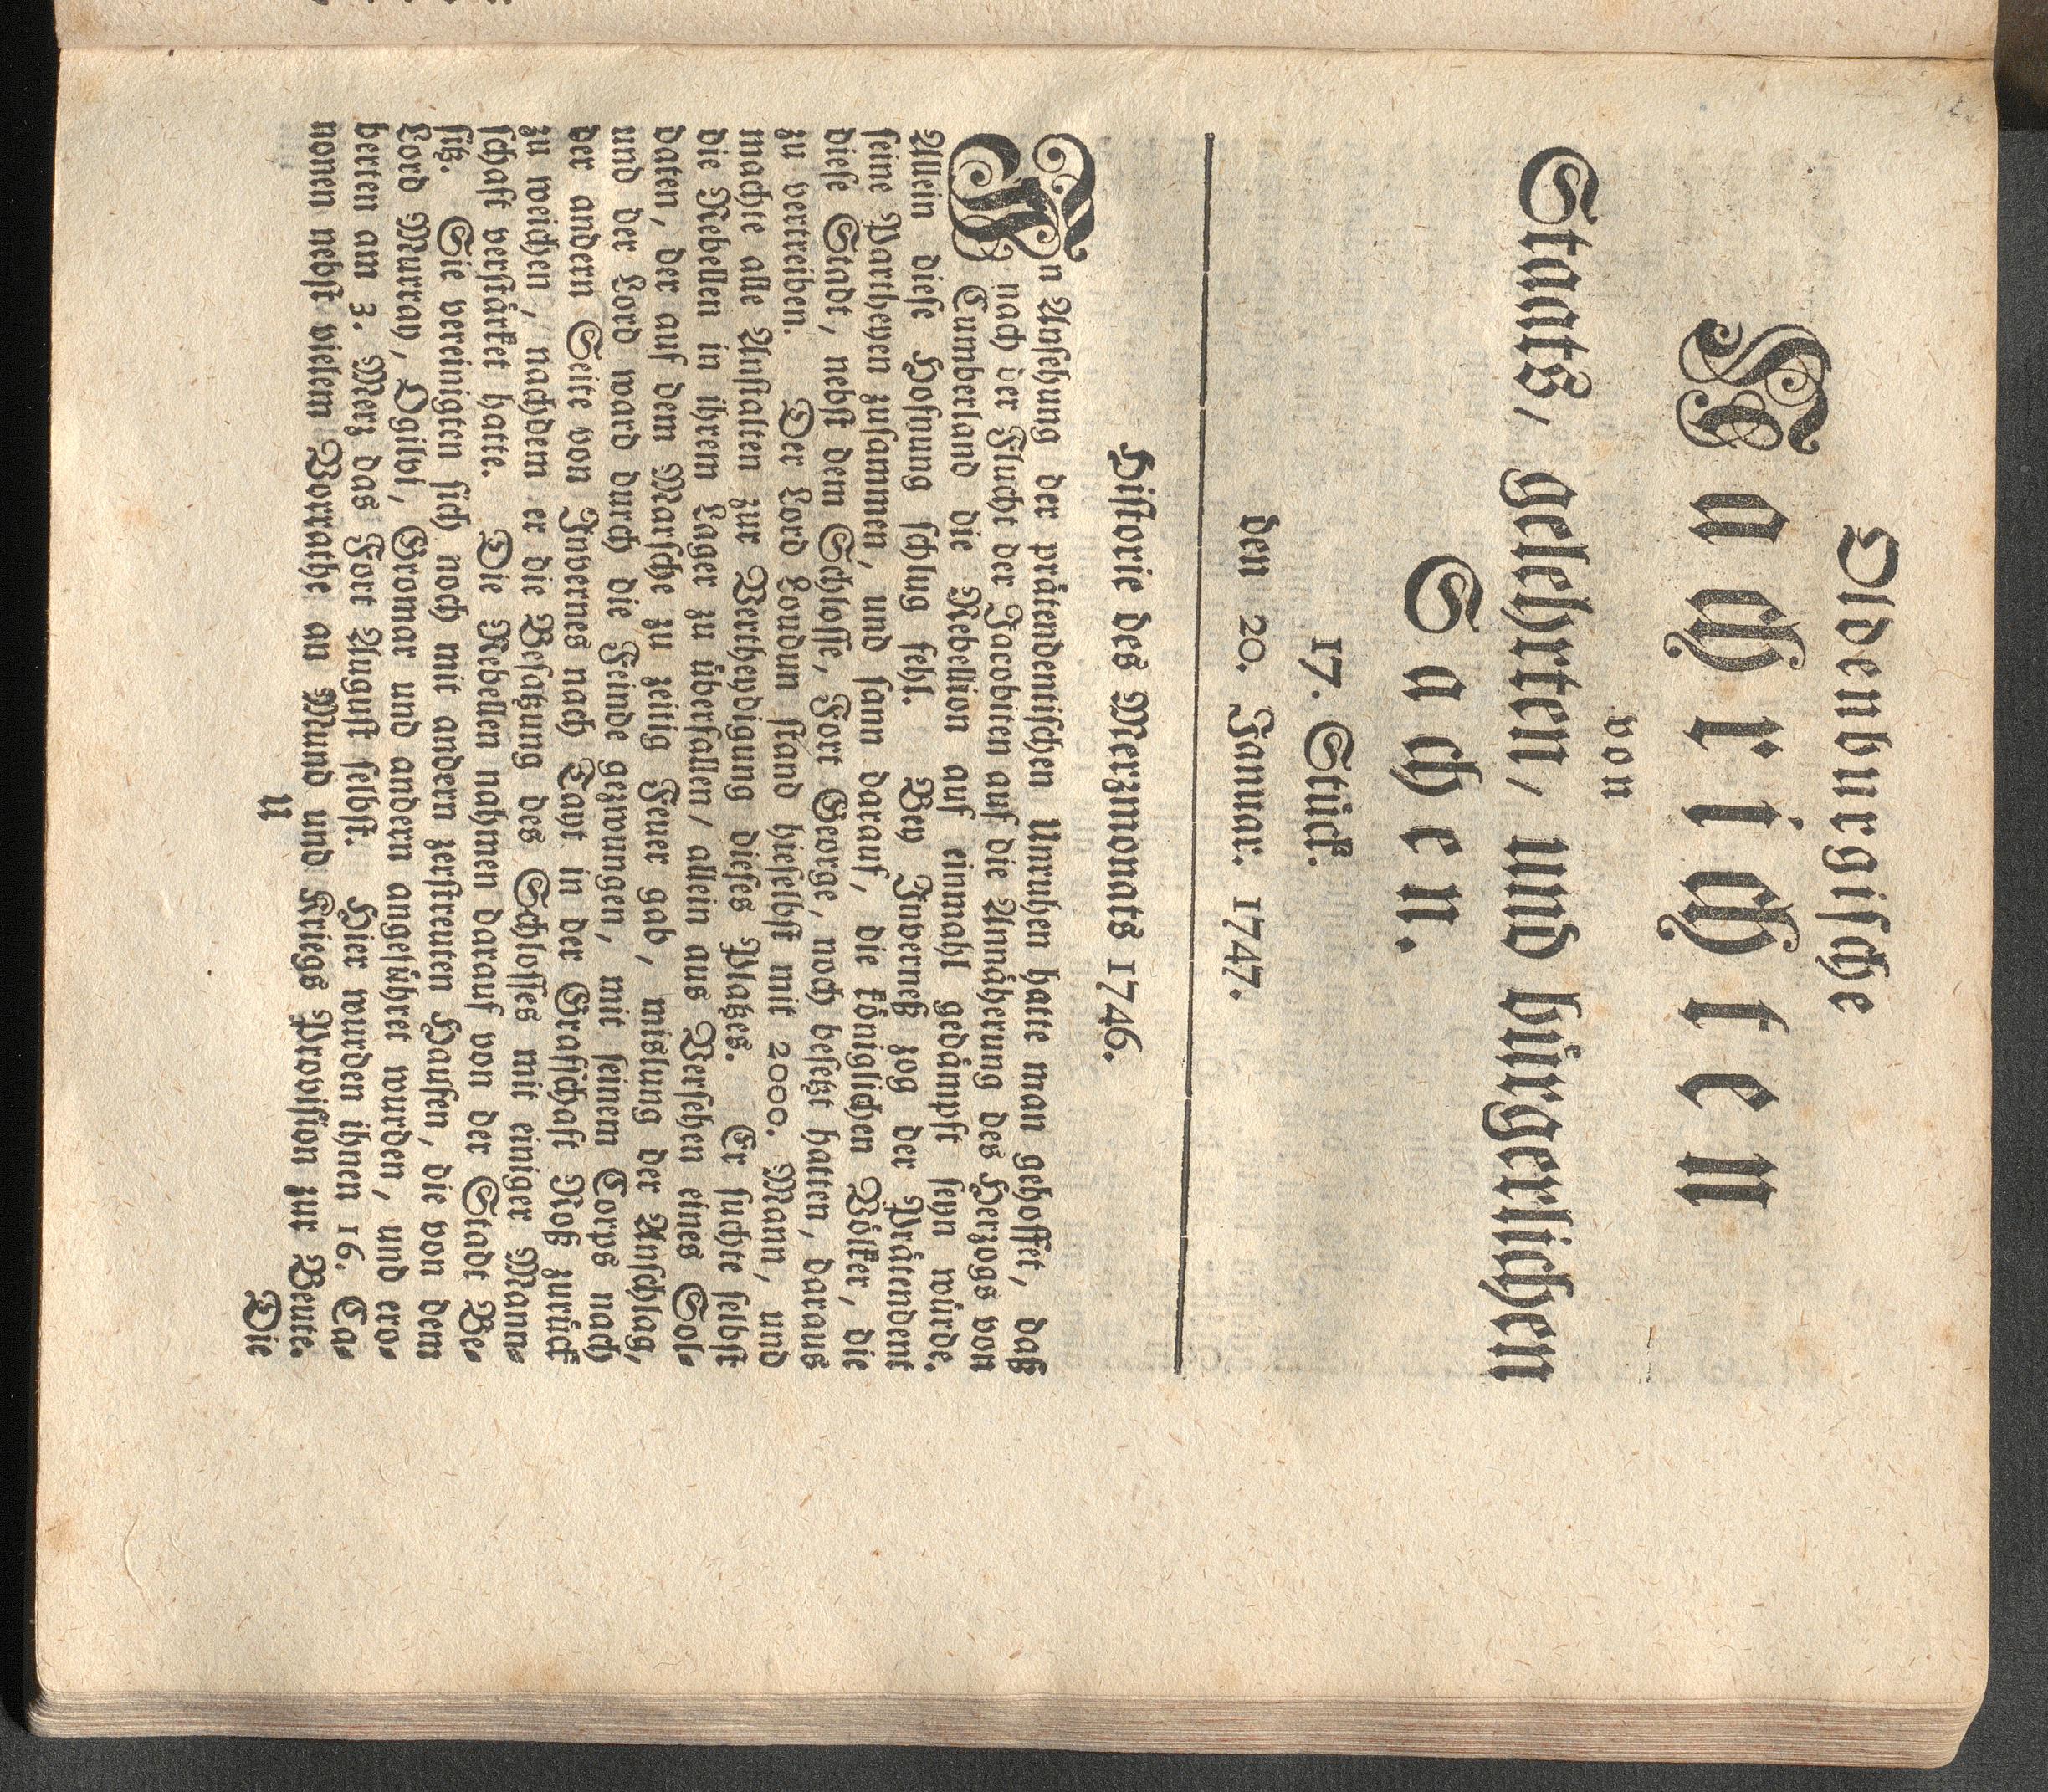 Oldenburgische
Nachrichten
von
Staats, gelehrten, und bürgerlichen
Sachen.
17. Stück.
den 20. Januar. 1747.
Historie des Merzmonats 1746.
In Ansehung der prätendentischen Unruhen hatte man gehoffet, daß
nach der Flucht der Jacobiten auf die Annäherung des Herzogs von
Cumberland die Rebellion auf einmahl gedämpft seyn würde.
Allein diese Hofnung schlug fehl. Bey Inverneß zog der Prätendent
seine Partheyen zusammen, und sann darauf, die königlichen Völker, die
diese Stadt, nebst dem Schlosse, Fort George, noch besetzt hatten, daraus
zu vertreiben. Der Lord Loudun stand hieselbst mit 2000. Mann, und
machte alle Anstalten zur Vertheydigung dieses Platzes. Er suchte selbst
die Rebellen in ihrem Lager zu überfallen/ allein aus Versehen eines Sol-
daten, der auf dem Marsche zu zeitig Feuer gab, mislung der Anschlag,
und der Lord ward durch die Feinde gezwungen, mit seinem Corps nach
der andern Seite von Invernes nach Tayt in der Grafschaft Roß zurück
zu weichen, nachdem er die Besatzung des Schlosses mit einiger Mann-
schaft verstärket hatte. Die Rebellen nahmen darauf von der Stadt Be-
sitz. Sie vereinigten sich noch mit andern zerstreuten Haufen, die von dem
Lord Murray, Ogilvi, Cromar und andern angeführet wurden, und ero-
berten am 3. Merz das Fort August selbst. Hier wurden ihnen 16. Ca-
nonen nebst vielem Vorrathe an Mund und Kriegs Provision zur Beute.
U
Die